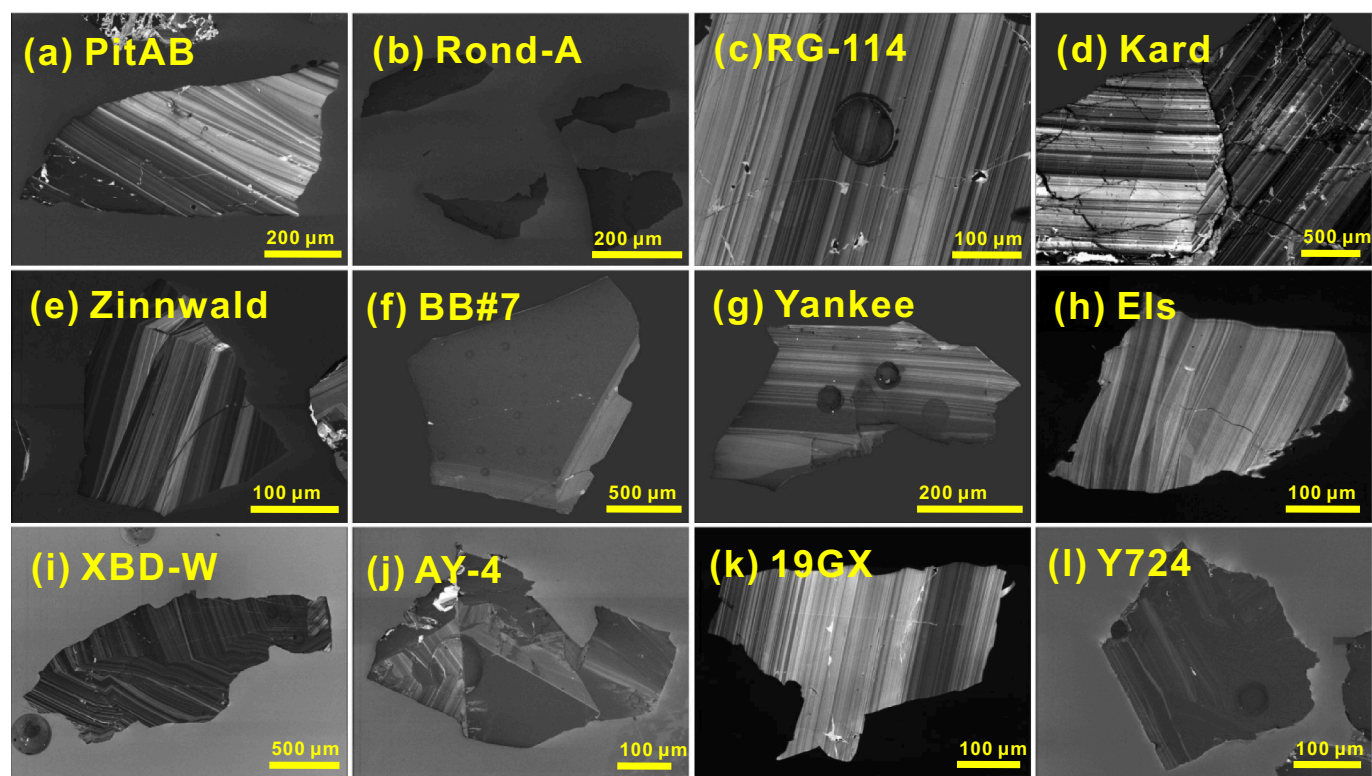 (a) PitAB
200 µm
(b) Rond-A
200 µm
(c) RG-114
100 µm
(d) Kard
500 µm
(e) Zinnwald
100 µm
(f) BB#7
500 µm
(g) Yankee
200 µm
(h) Els
100 µm
(i) XBD-W
500 µm
(j) AY-4
100 µm
(k) 19GX
100 µm
(l) Y724
100 µm